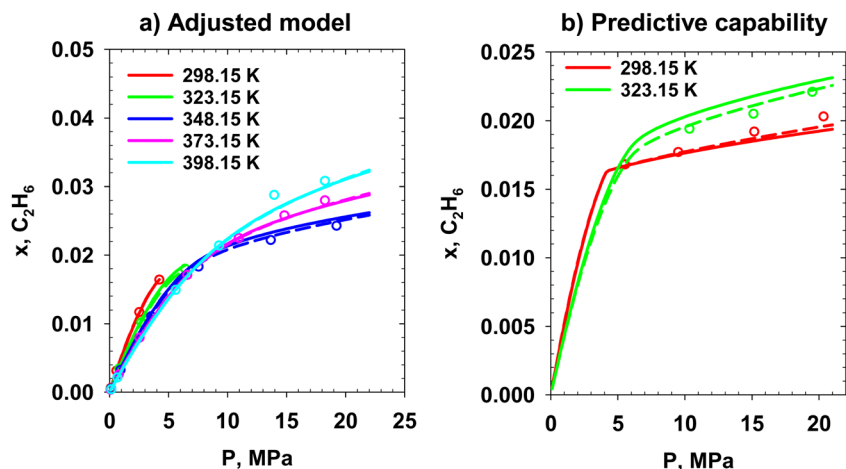 a) Adjusted model
0.05
0.04
0.03
0.02
0.01
0.00
x, C₂H₆
298.15 K
323.15 K
348.15 K
373.15 K
398.15 K
0
5
10
15
20
25
P, MPa
b) Predictive capability
0.025
0.020
0.015
0.010
0.005
0.000
x, C₂H₆
298.15 K
323.15 K
0
5
10
15
20
P, MPa